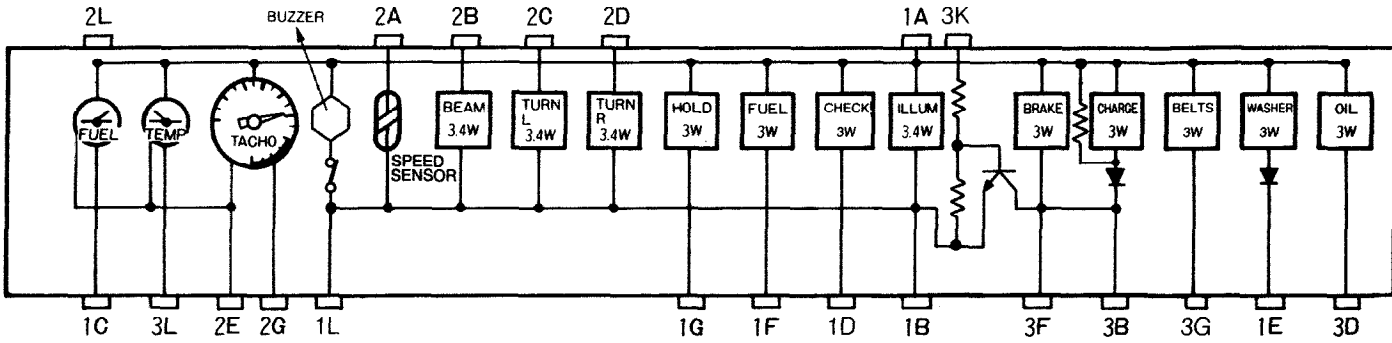 2L
BUZZER
2A
2B
2C
2D
1A
3K
FUEL
TEMP
TACHO
SPEED
SENSOR
BEAM
3.4W
TURN
L
3.4W
TURN
R
3.4W
HOLD
3W
FUEL
3W
CHECK
3W
ILLUM
3.4W
BRAKE
3W
CHARGE
3W
BELTS
3W
WASHER
3W
OIL
3W
1C
3L
2E
2G
1L
1G
1F
1D
1B
3F
3B
3G
1E
3D